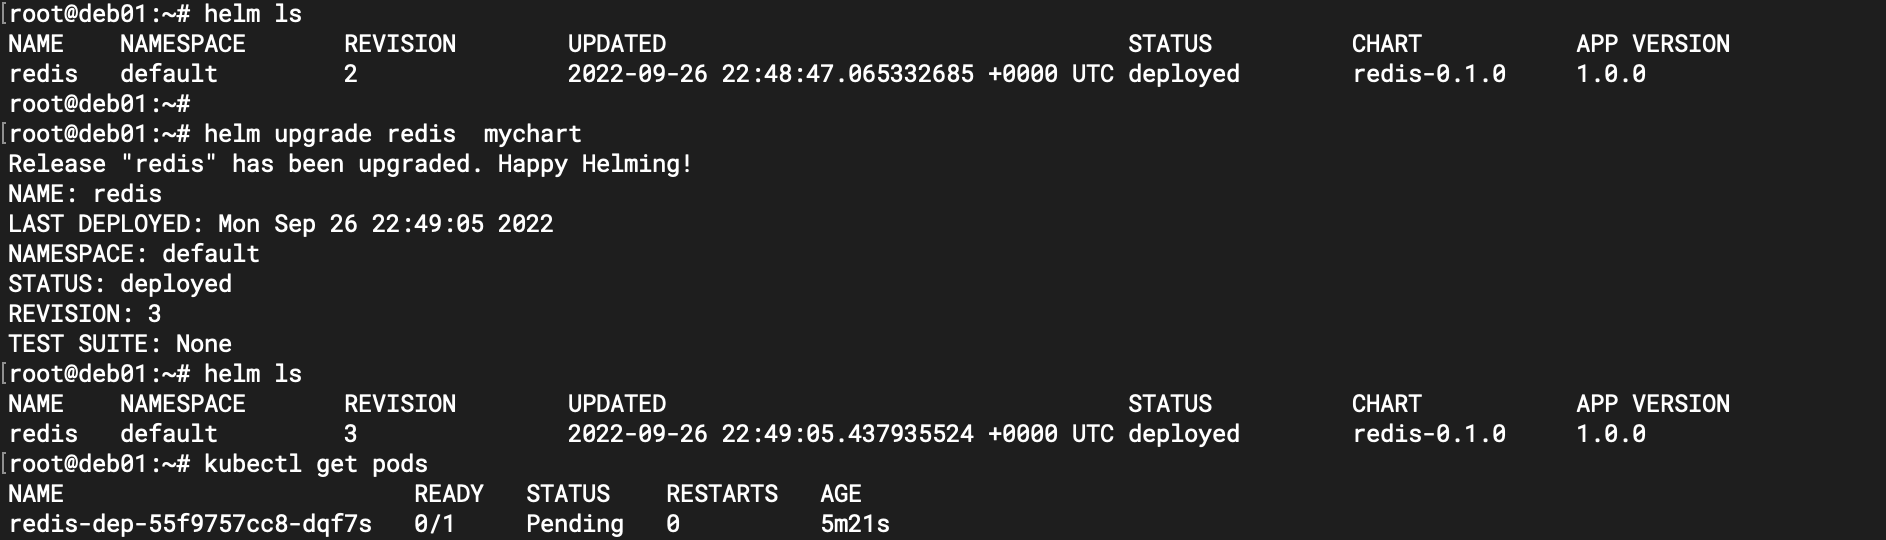 [root@deb01:~# helm ls
NAME NAMESPACE REVISION UPDATED STATUS CHART APP VERSION
redis default 2 2022-09-26 22:48:47.065332685 +0000 UTC deployed redis-0.1.0 1.0.0
root@deb01:~#
[root@deb01:~# helm upgrade redis  mychart
Release "redis" has been upgraded. Happy Helming!
NAME: redis
LAST DEPLOYED: Mon Sep 26 22:49:05 2022
NAMESPACE: default
STATUS: deployed
REVISION: 3
TEST SUITE: None
[root@deb01:~# helm ls
NAME NAMESPACE REVISION UPDATED STATUS CHART APP VERSION
redis default 3 2022-09-26 22:49:05.437935524 +0000 UTC deployed redis-0.1.0 1.0.0
[root@deb01:~# kubectl get pods
NAME READY STATUS RESTARTS AGE
redis-dep-55f9757cc8-dqf7s 0/1 Pending 0 5m21s